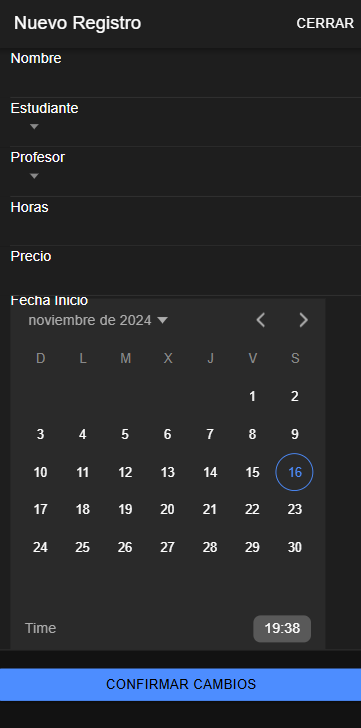 Nuevo Registro CERRAR
Nombre
Estudiante
Profesor
Horas
Precio
Fecha Inicio
noviembre de 2024
D L M X J V S
1 2
3 4 5 6 7 8 9
10 11 12 13 14 15 16
17 18 19 20 21 22 23
24 25 26 27 28 29 30
Time 19:38
CONFIRMAR CAMBIOS